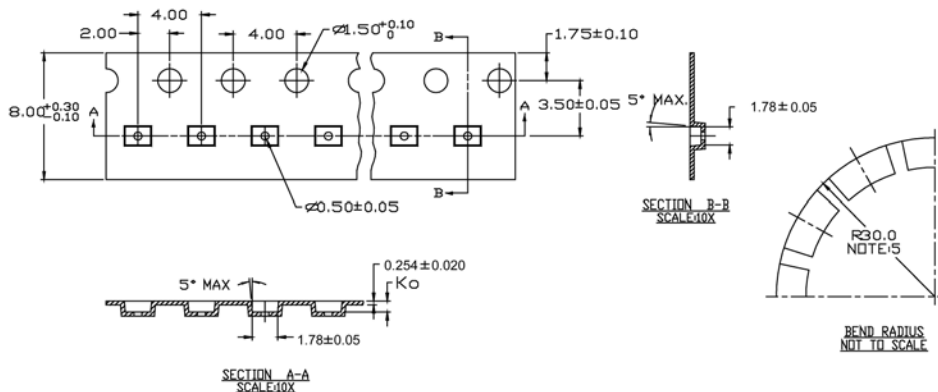 4.00
2.00
4.00
Ø1.50 +0.10 0
B
1.75±0.10
8.00 +0.30 -0.10
A
A
3.50±0.05
Ø0.50±0.05
B
5° MAX.
1.78±0.05
SECTION B-B
SCALE:10X
R30.0
NOTE:5
BEND RADIUS
NOT TO SCALE
5° MAX
0.254±0.020
Ko
1.78±0.05
SECTION A-A
SCALE:10X